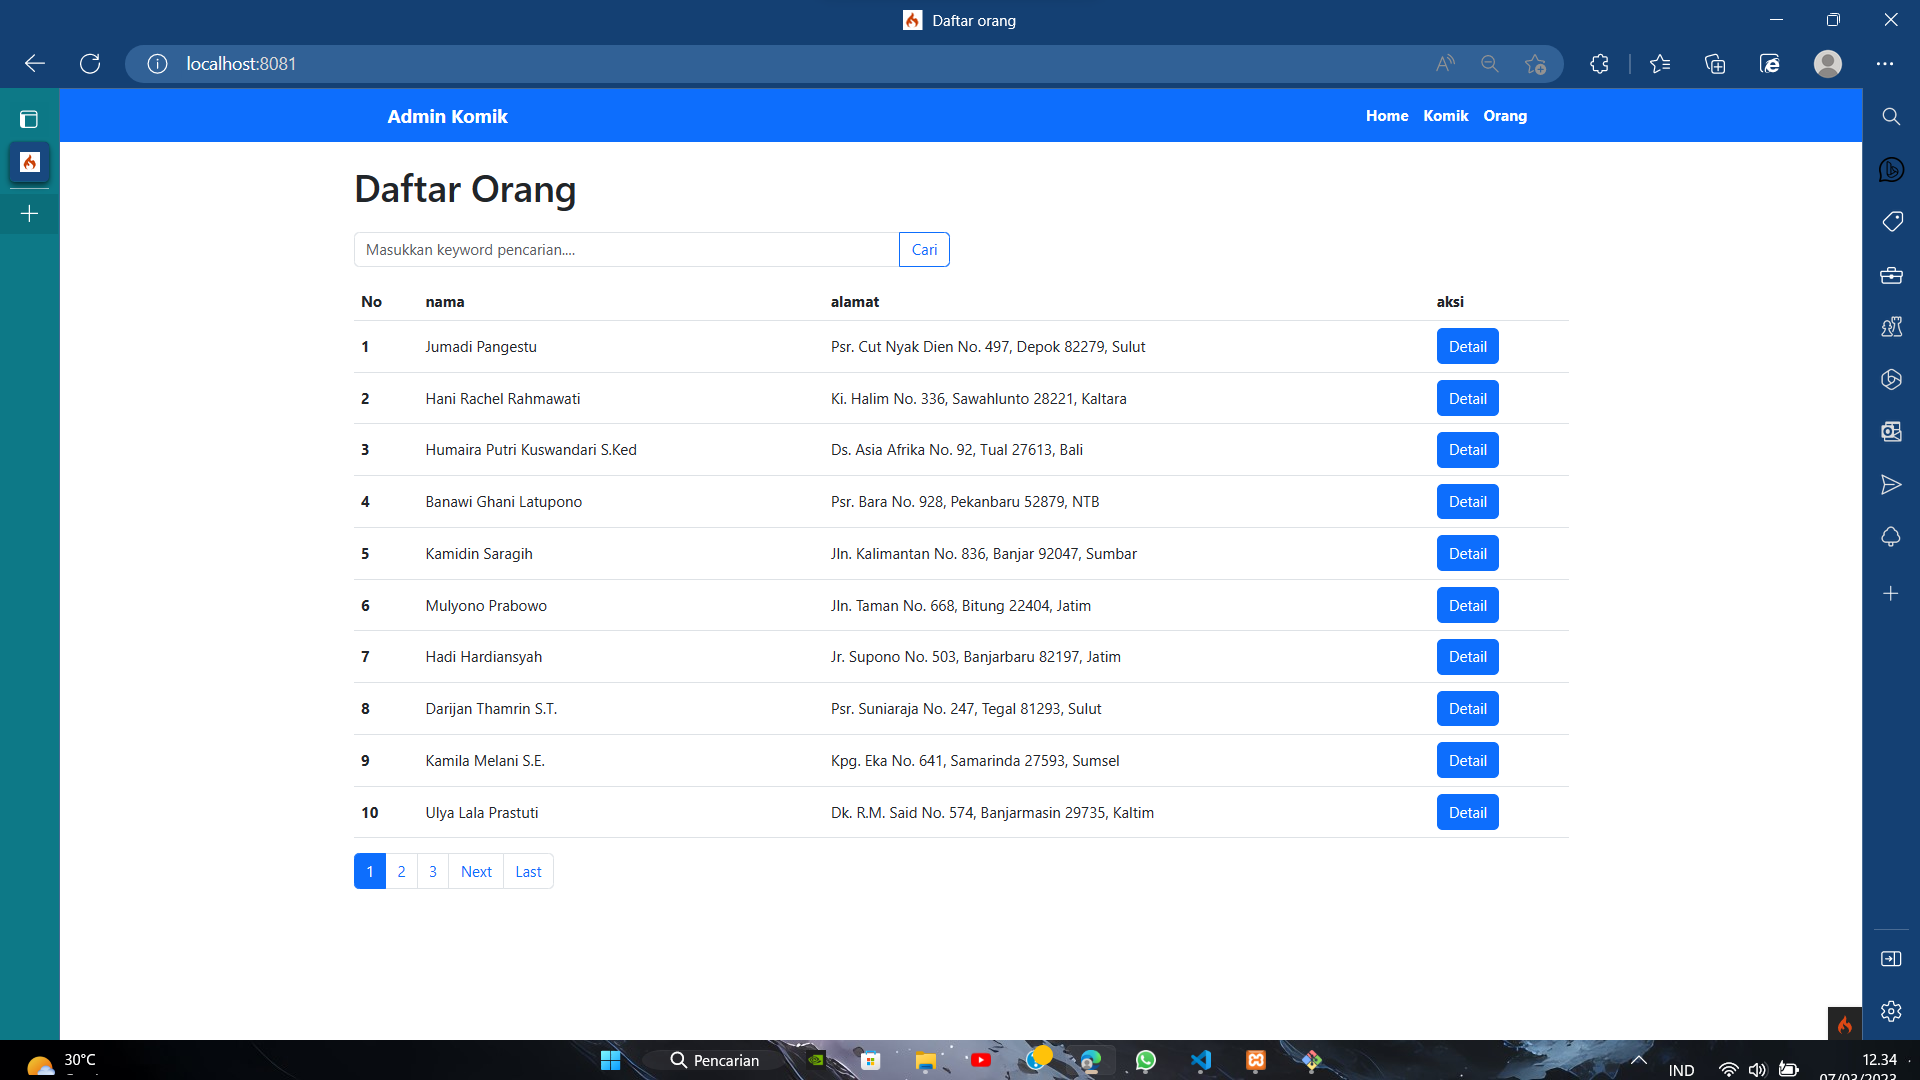 Daftar orang
localhost:8081
Admin Komik
Home Komik Orang
Daftar Orang
Masukkan keyword pencarian.... Cari
No nama alamat aksi
1 Jumadi Pangestu Psr. Cut Nyak Dien No. 497, Depok 82279, Sulut Detail
2 Hani Rachel Rahmawati Ki. Halim No. 336, Sawahlunto 28221, Kaltara Detail
3 Humaira Putri Kuswandari S.Ked Ds. Asia Afrika No. 92, Tual 27613, Bali Detail
4 Banawi Ghani Latupono Psr. Bara No. 928, Pekanbaru 52879, NTB Detail
5 Kamidin Saragih Jln. Kalimantan No. 836, Banjar 92047, Sumbar Detail
6 Mulyono Prabowo Jln. Taman No. 668, Bitung 22404, Jatim Detail
7 Hadi Hardiansyah Jr. Supono No. 503, Banjarbaru 82197, Jatim Detail
8 Darijan Thamrin S.T. Psr. Suniaraja No. 247, Tegal 81293, Sulut Detail
9 Kamila Melani S.E. Kpg. Eka No. 641, Samarinda 27593, Sumsel Detail
10 Ulya Lala Prastuti Dk. R.M. Said No. 574, Banjarmasin 29735, Kaltim Detail
1 2 3 Next Last
30°C
Pencarian
IND
12.34
07/03/2023